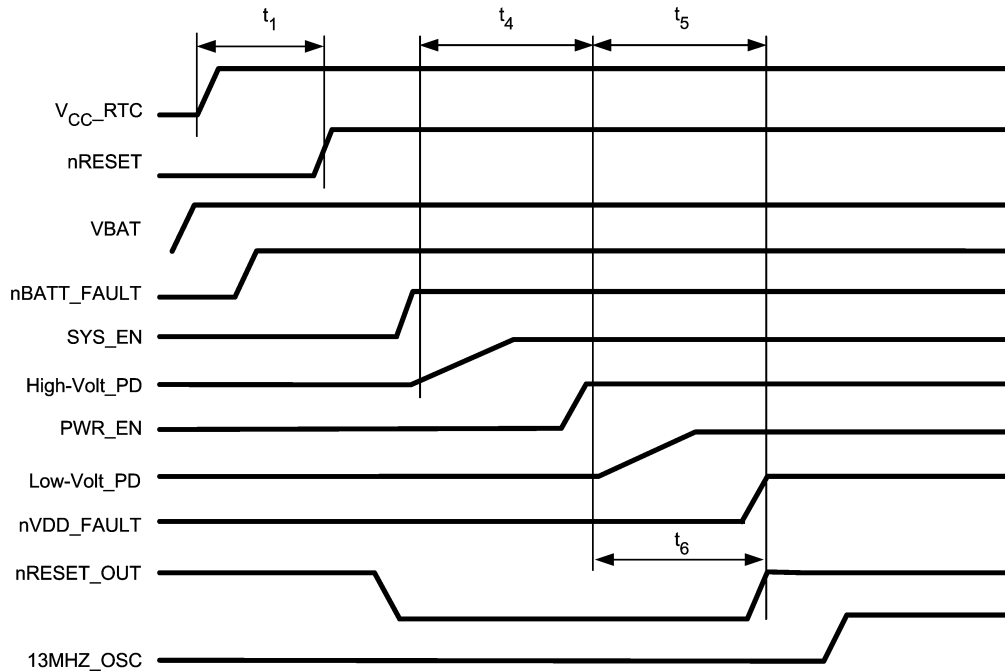 t1
t4
t5
VCC_RTC
nRESET
VBAT
nBATT_FAULT
SYS_EN
High-Volt_PD
PWR_EN
Low-Volt_PD
nVDD_FAULT
t6
nRESET_OUT
13MHZ_OSC